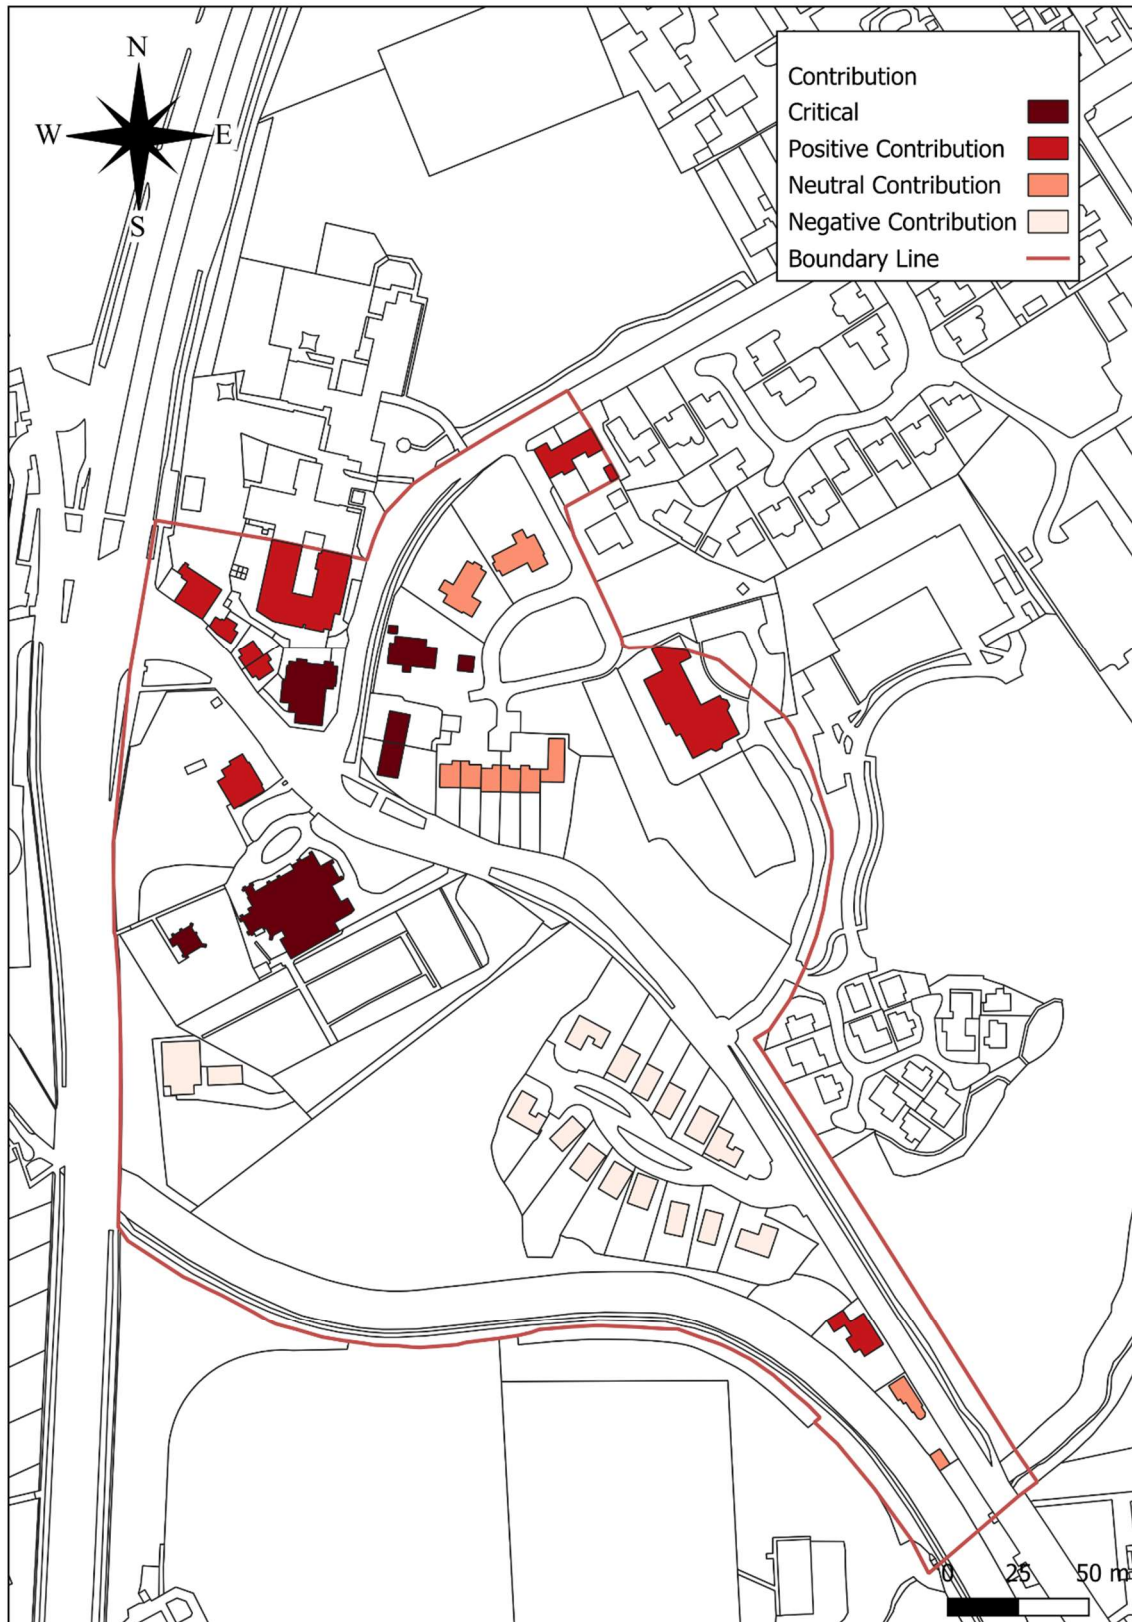 N
W E
S
Contribution
Critical
Positive Contribution
Neutral Contribution
Negative Contribution
Boundary Line
0 25 50 m